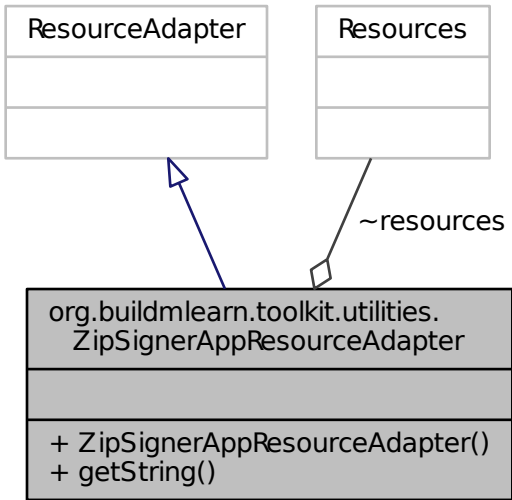 ResourceAdapter
Resources
~resources
org.buildmlearn.toolkit.utilities.
ZipSignerAppResourceAdapter
+ ZipSignerAppResourceAdapter()
+ getString()